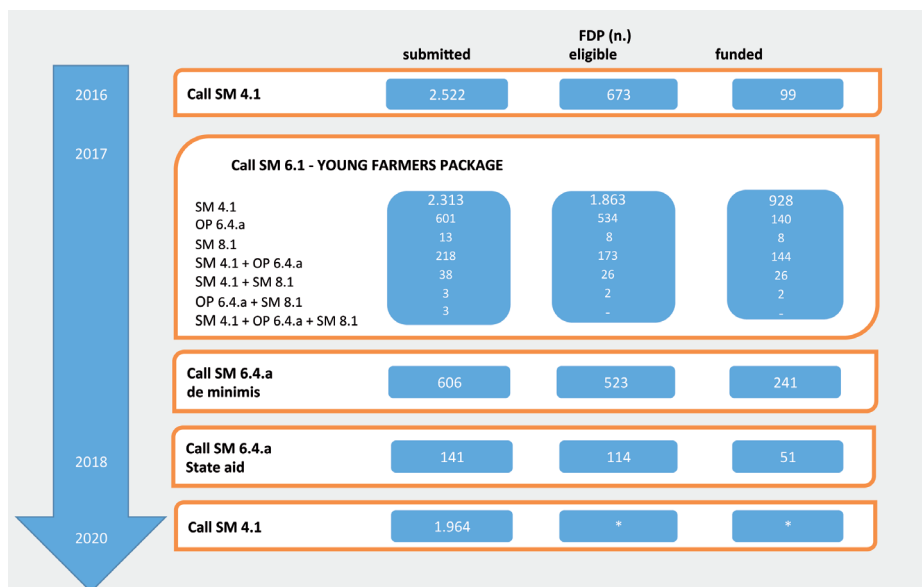 FDP (n.)
submitted eligible funded
2016 Call SM 4.1 2.522 673 99
2017
Call SM 6.1 - YOUNG FARMERS PACKAGE
SM 4.1 2.313 1.863 928
OP 6.4.a 601 534 140
SM 8.1 13 8 8
SM 4.1 + OP 6.4.a 218 173 144
SM 4.1 + SM 8.1 38 26 26
OP 6.4.a + SM 8.1 3 2 2
SM 4.1 + OP 6.4.a + SM 8.1 3 - -
Call SM 6.4.a
de minimis 606 523 241
Call SM 6.4.a
2018 State aid 141 114 51
2020 Call SM 4.1 1.964 * *